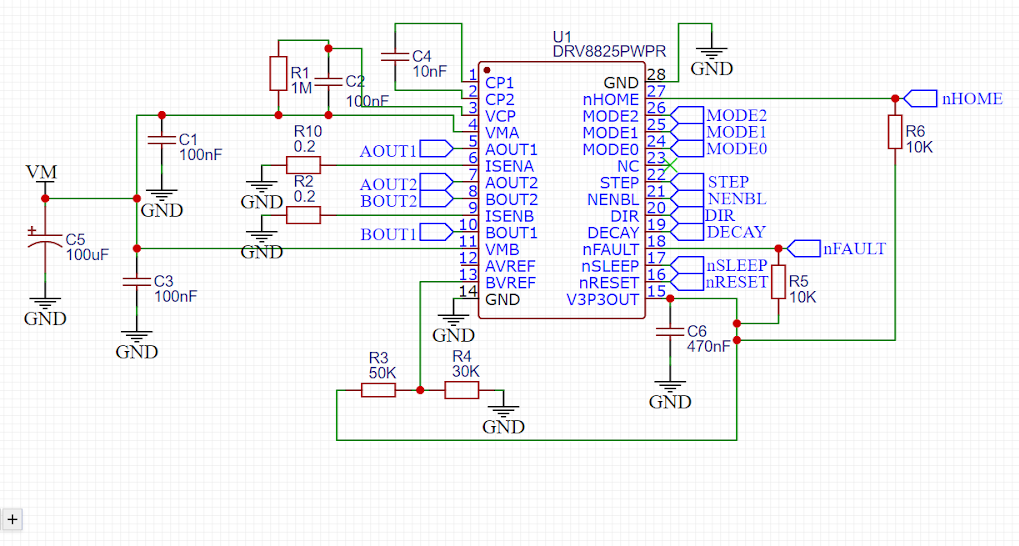 U1
DRV8825PWPR
C4
10nF
R1
1M
C2
100nF
C1
100nF
GND
VM
C5
100uF
GND
C3
100nF
GND
R10
0.2
GND
R2
0.2
GND
AOUT1
AOUT2
BOUT2
BOUT1
1 CP1
2 CP2
3 VCP
4 VMA
5 AOUT1
6 ISENA
7 AOUT2
8 BOUT2
9 ISENB
10 BOUT1
11 VMB
12 AVREF
13 BVREF
14 GND
GND 28
nHOME 27
MODE2 26
MODE1 25
MODE0 24
NC 23
STEP 22
NENBL 21
DIR 20
DECAY 19
nFAULT 18
nSLEEP 17
nRESET 16
V3P3OUT 15
GND
nHOME
MODE2
MODE1
MODE0
STEP
NENBL
DIR
DECAY
nFAULT
nSLEEP
nRESET
R6
10K
R5
10K
C6
470nF
GND
GND
R3
50K
R4
30K
GND
+